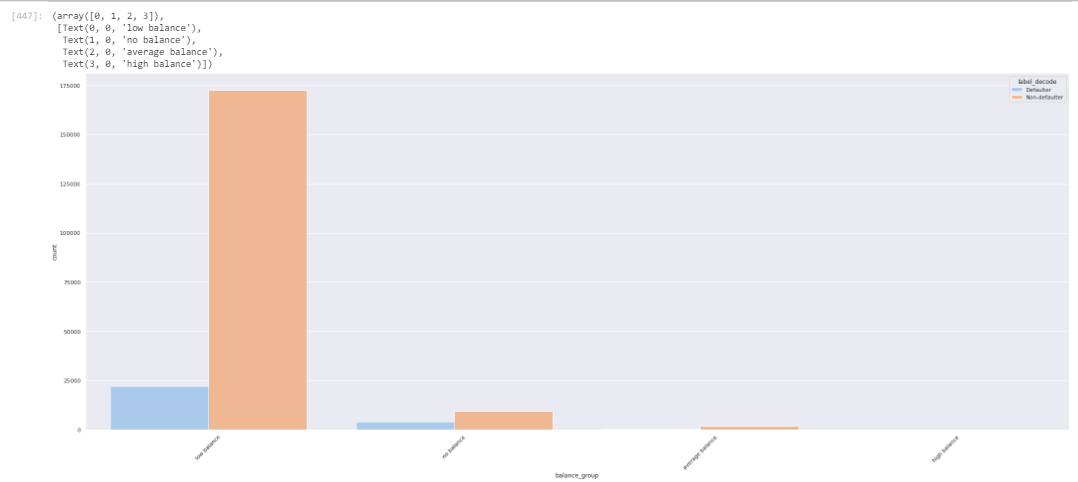 [447]: (array([0, 1, 2, 3]),
[Text(0, 0, 'low balance'),
Text(1, 0, 'no balance'),
Text(2, 0, 'average balance'),
Text(3, 0, 'high balance')])
label_decode
Defaulter
Non-defaulter
175000
150000
125000
100000
75000
50000
25000
0
count
low balance
no balance
average balance
high balance
balance_group